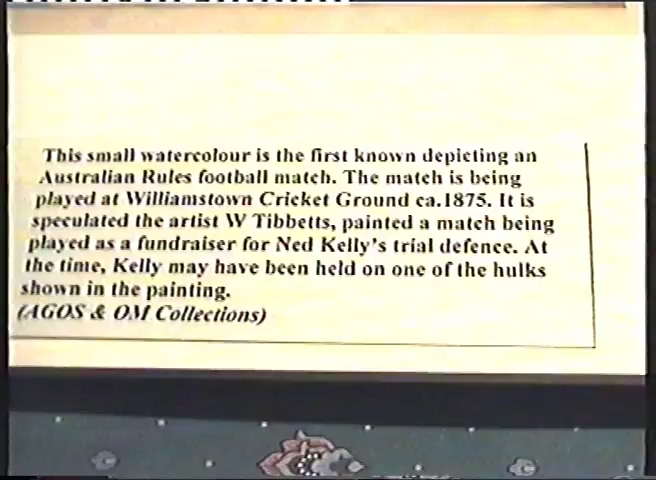 This small watercolour is the first known depicting an
Australian Rules football match. The match is being
played at Williamstown Cricket Ground ca.1875. It is
speculated the artist W Tibbetts, painted a match being
played as a fundraiser for Ned Kelly's trial defence. At
the time, Kelly may have been held on one of the hulks
shown in the painting.
(AGOS & OM Collections)